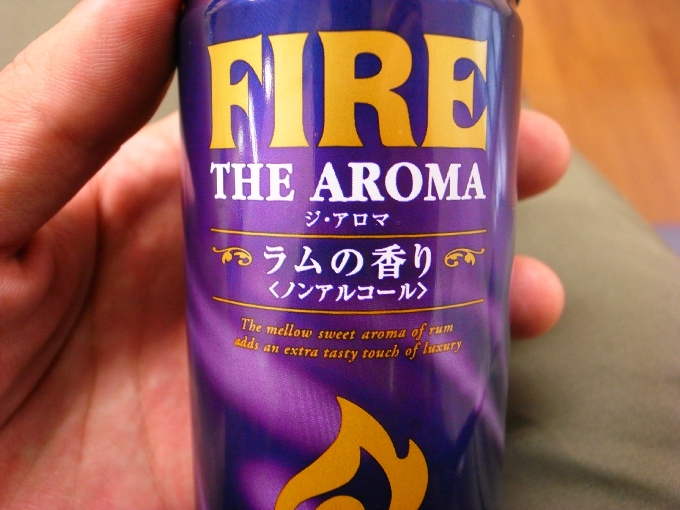 FIRE
THE AROMA
ジ・アロマ
ラムの香り
〈ノンアルコール〉
The mellow sweet aroma of rum
adds an extra tasty touch of luxury